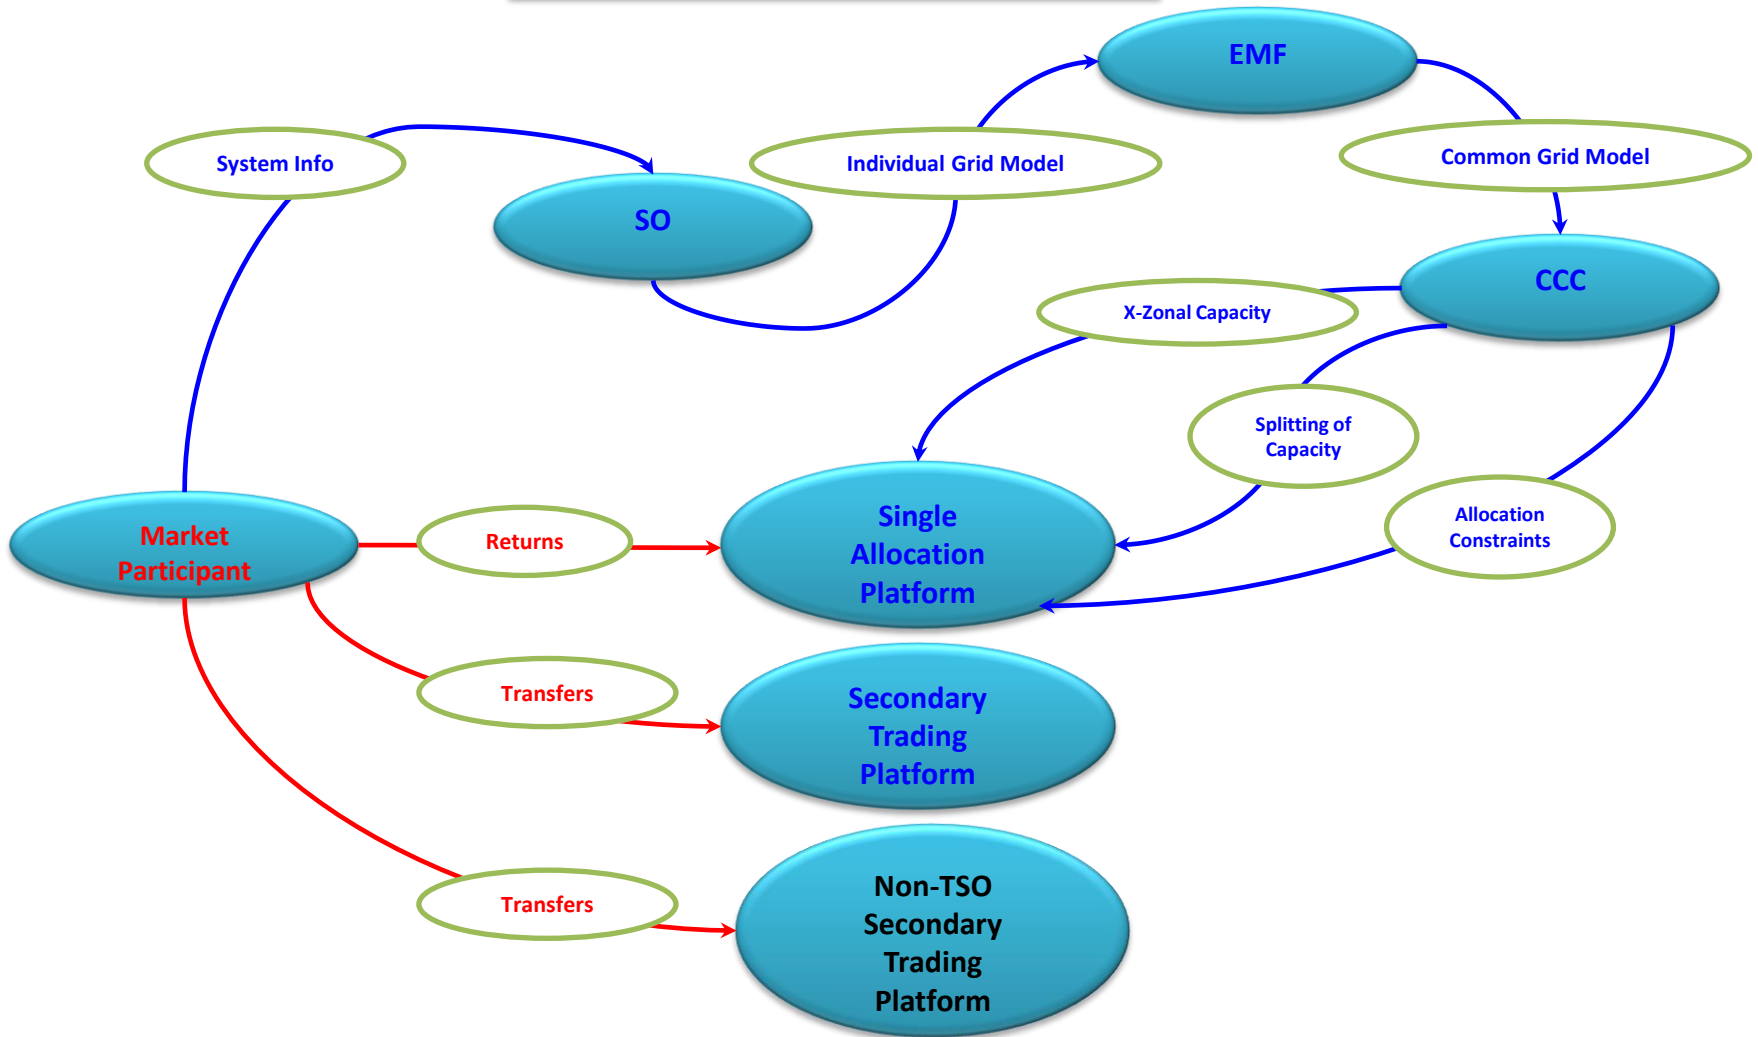 EMF
System Info
Individual Grid Model
Common Grid Model
SO
CCC
X-Zonal Capacity
Splitting of
Capacity
Single
Allocation
Platform
Allocation
Constraints
Market
Participant
Returns
Transfers
Secondary
Trading
Platform
Transfers
Non-TSO
Secondary
Trading
Platform